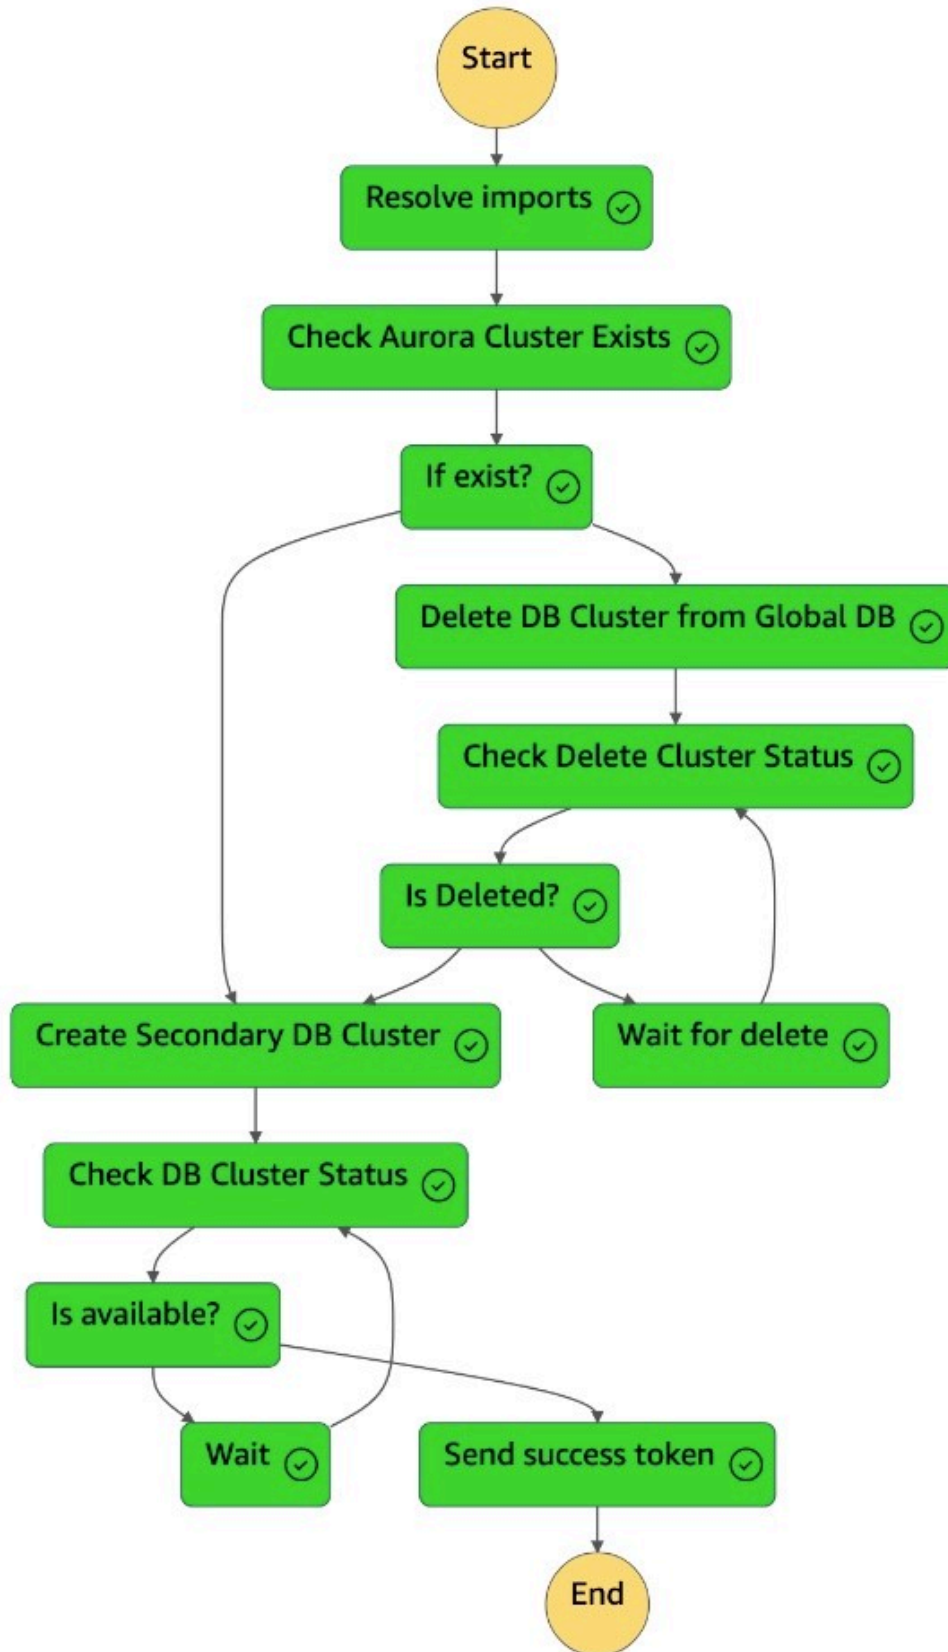 Start
Resolve imports
Check Aurora Cluster Exists
If exist?
Delete DB Cluster from Global DB
Check Delete Cluster Status
Is Deleted?
Create Secondary DB Cluster
Wait for delete
Check DB Cluster Status
Is available?
Wait
Send success token
End